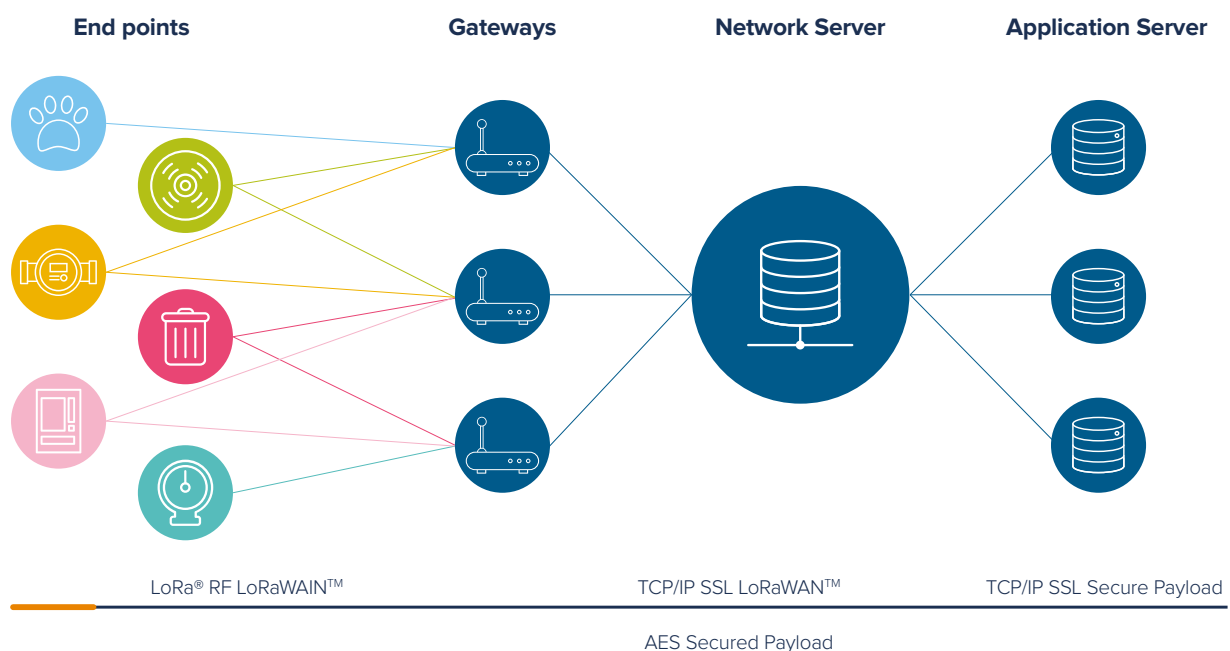 End points
Gateways
Network Server
Application Server
LoRa® RF LoRaWAIN™
TCP/IP SSL LoRaWAN™
TCP/IP SSL Secure Payload
AES Secured Payload